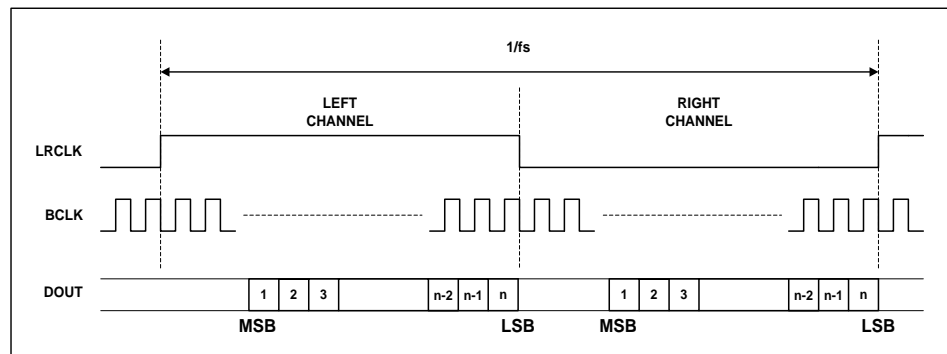 1/fs
LEFT
CHANNEL
RIGHT
CHANNEL
LRCLK
BCLK
DOUT
1 2 3 n-2 n-1 n 1 2 3 n-2 n-1 n
MSB LSB MSB LSB